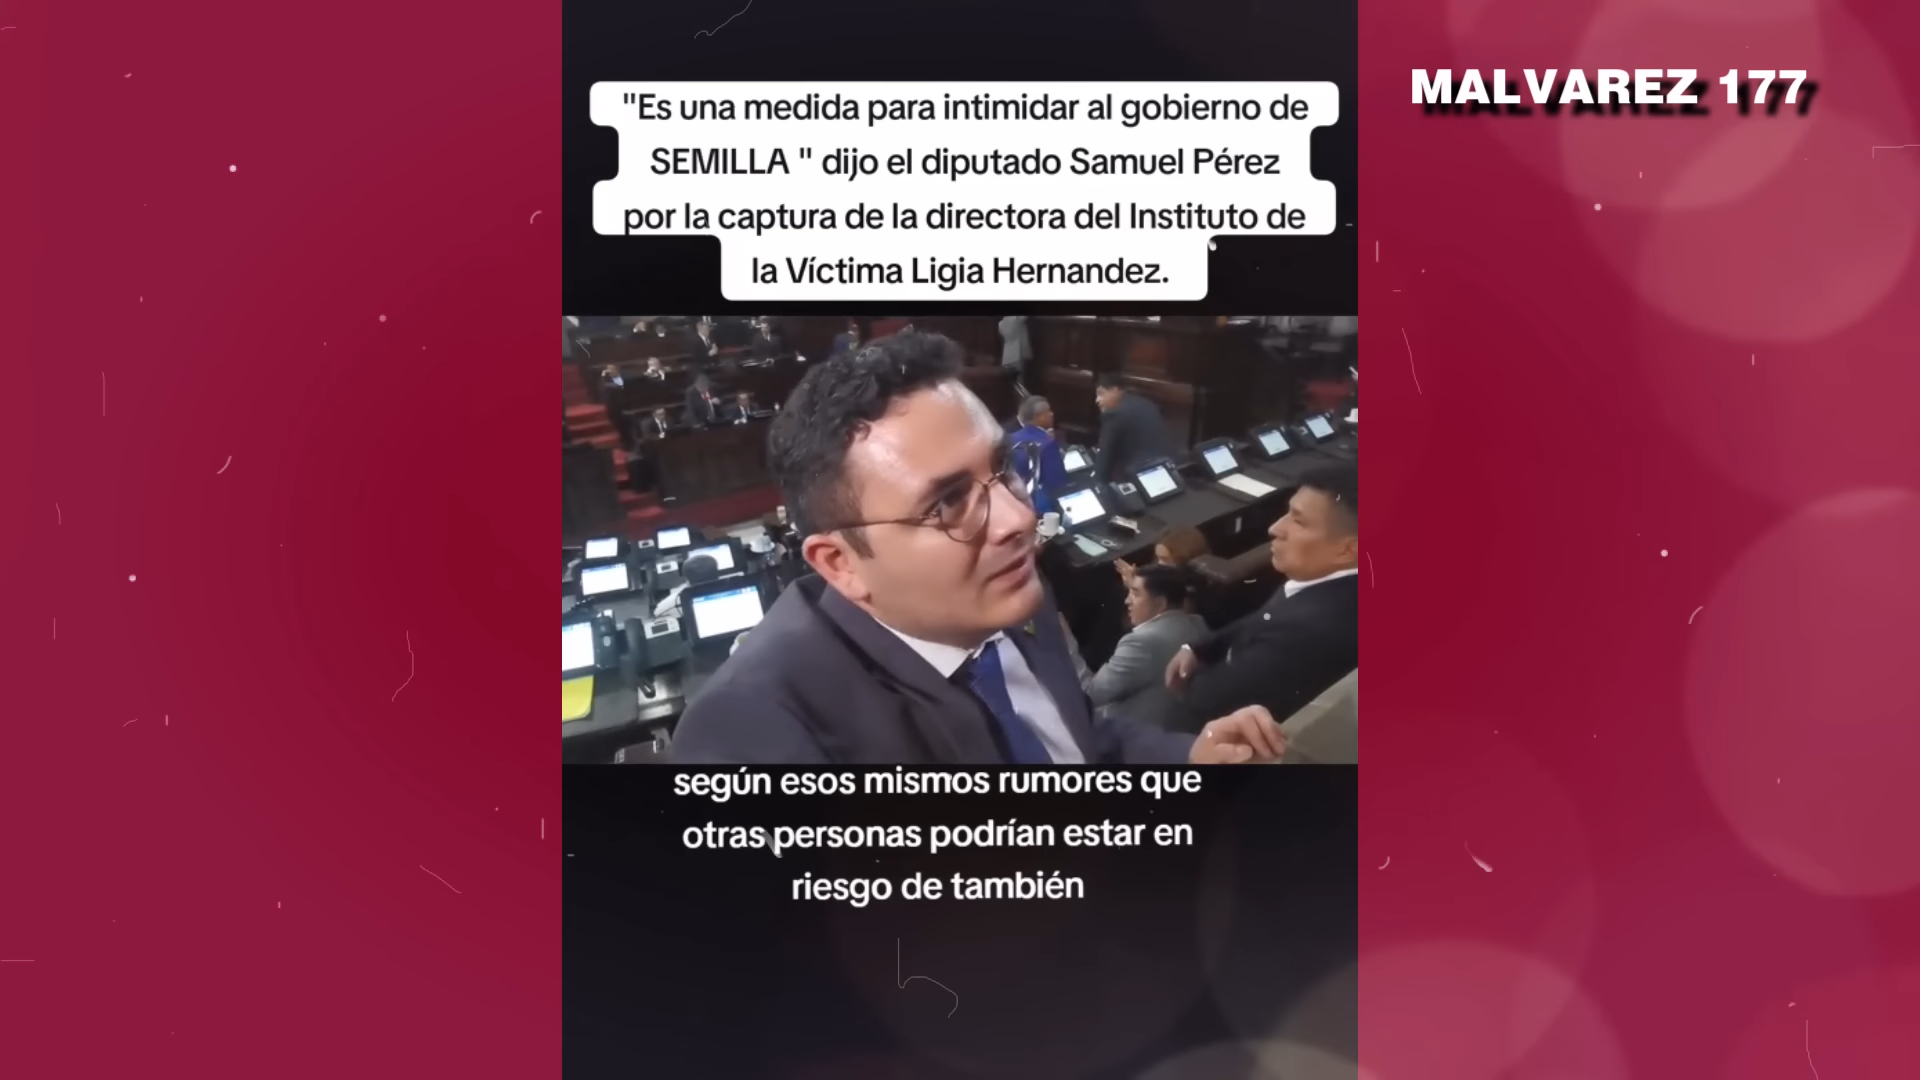 MALVAREZ 177
"Es una medida para intimidar al gobierno de
SEMILLA " dijo el diputado Samuel Pérez
por la captura de la directora del Instituto de
la Víctima Ligia Hernandez.
según esos mismos rumores que
otras personas podrían estar en
riesgo de también